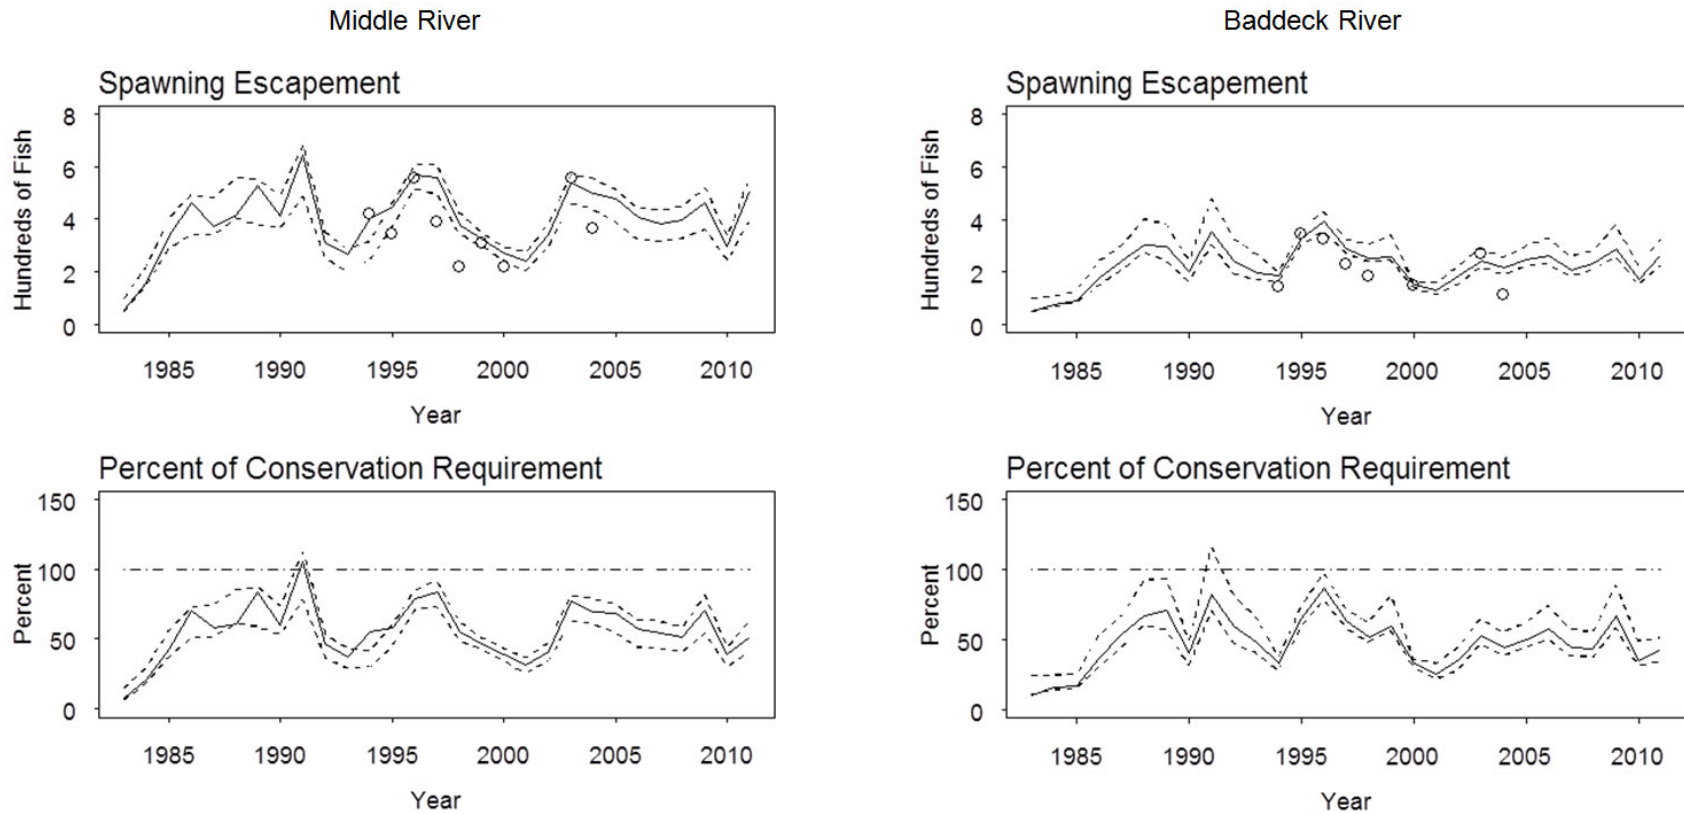 Middle River
Baddeck River
Spawning Escapement
Hundreds of Fish
8
6
4
2
0
1985 1990 1995 2000 2005 2010
Year
Spawning Escapement
Hundreds of Fish
8
6
4
2
0
1985 1990 1995 2000 2005 2010
Year
Percent of Conservation Requirement
Percent
150
100
50
0
1985 1990 1995 2000 2005 2010
Year
Percent of Conservation Requirement
Percent
150
100
50
0
1985 1990 1995 2000 2005 2010
Year